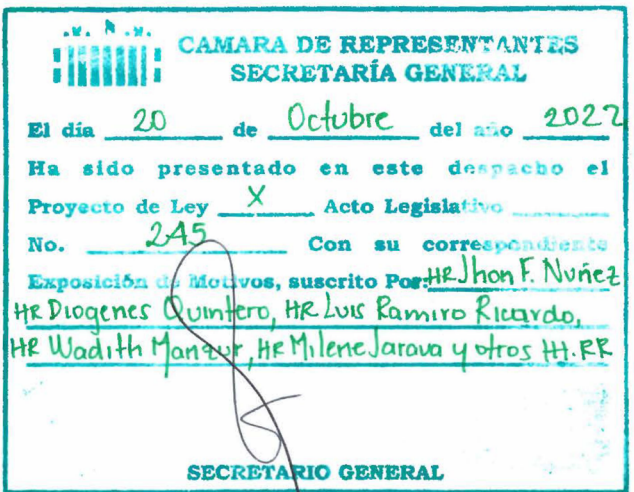 CAMARA DE REPRESENTANTES
SECRETARÍA GENERAL
El día 20 de Octubre del año 2022
Ha sido presentado en este despacho el
Proyecto de Ley X Acto Legislativo
No. 245 Con su correspondiente
Exposición de Motivos, suscrito Por: HR Jhon F. Nuñez
HR Diogenes Quintero, HR Luis Ramiro Ricardo,
HR Wadith Manzur, HR Milene Jarava y otros HH.RR
SECRETARIO GENERAL